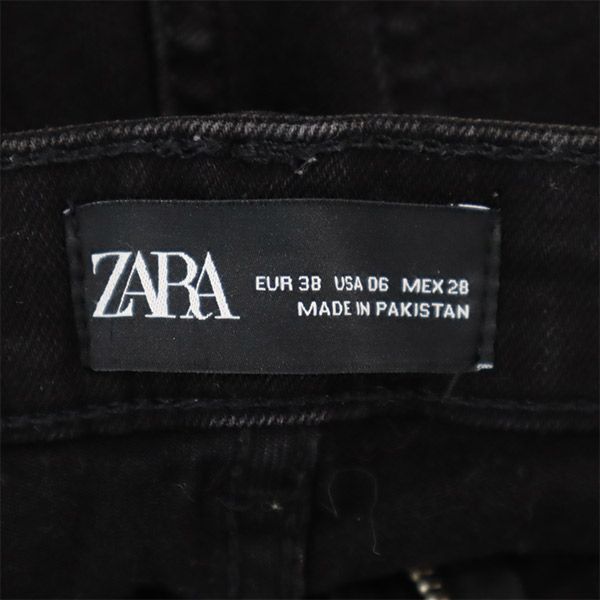 ZARA
EUR 38 USA 06 MEX 28
MADE IN PAKISTAN